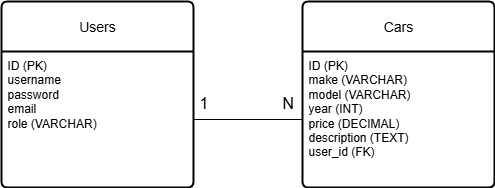 Users
ID (PK)
username
password
email
role (VARCHAR)
1
N
Cars
ID (PK)
make (VARCHAR)
model (VARCHAR)
year (INT)
price (DECIMAL)
description (TEXT)
user_id (FK)